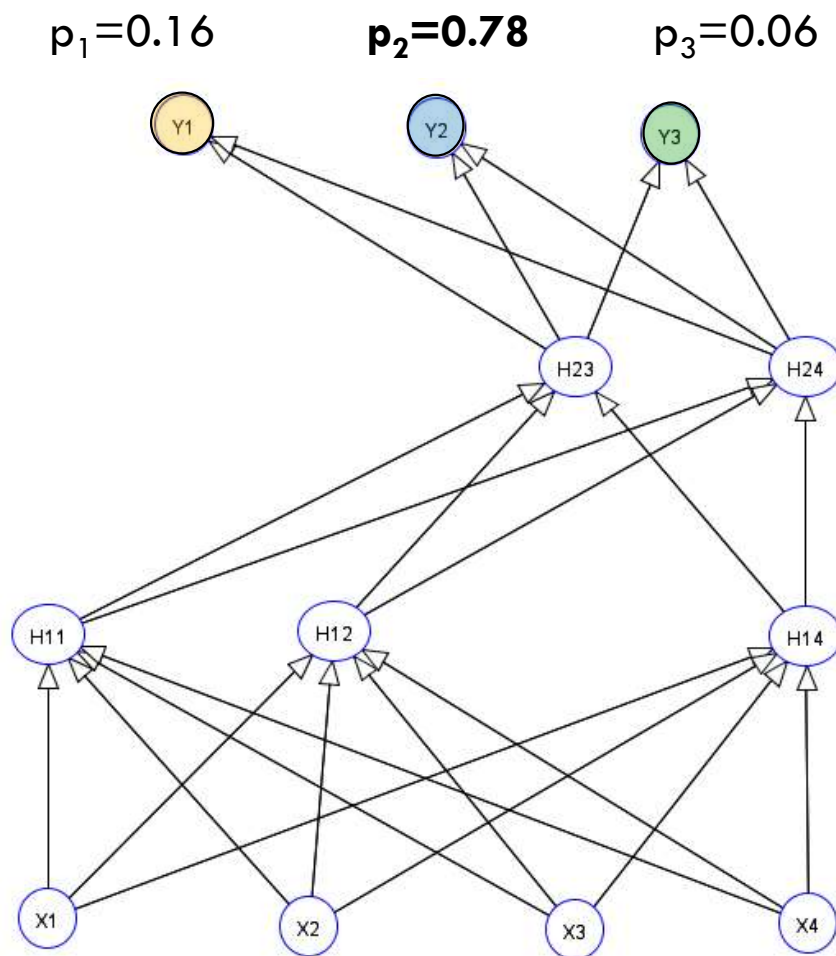 p₁=0.16 p₂=0.78 p₃=0.06
Y1 Y2 Y3
H23 H24
H11 H12 H14
X1 X2 X3 X4